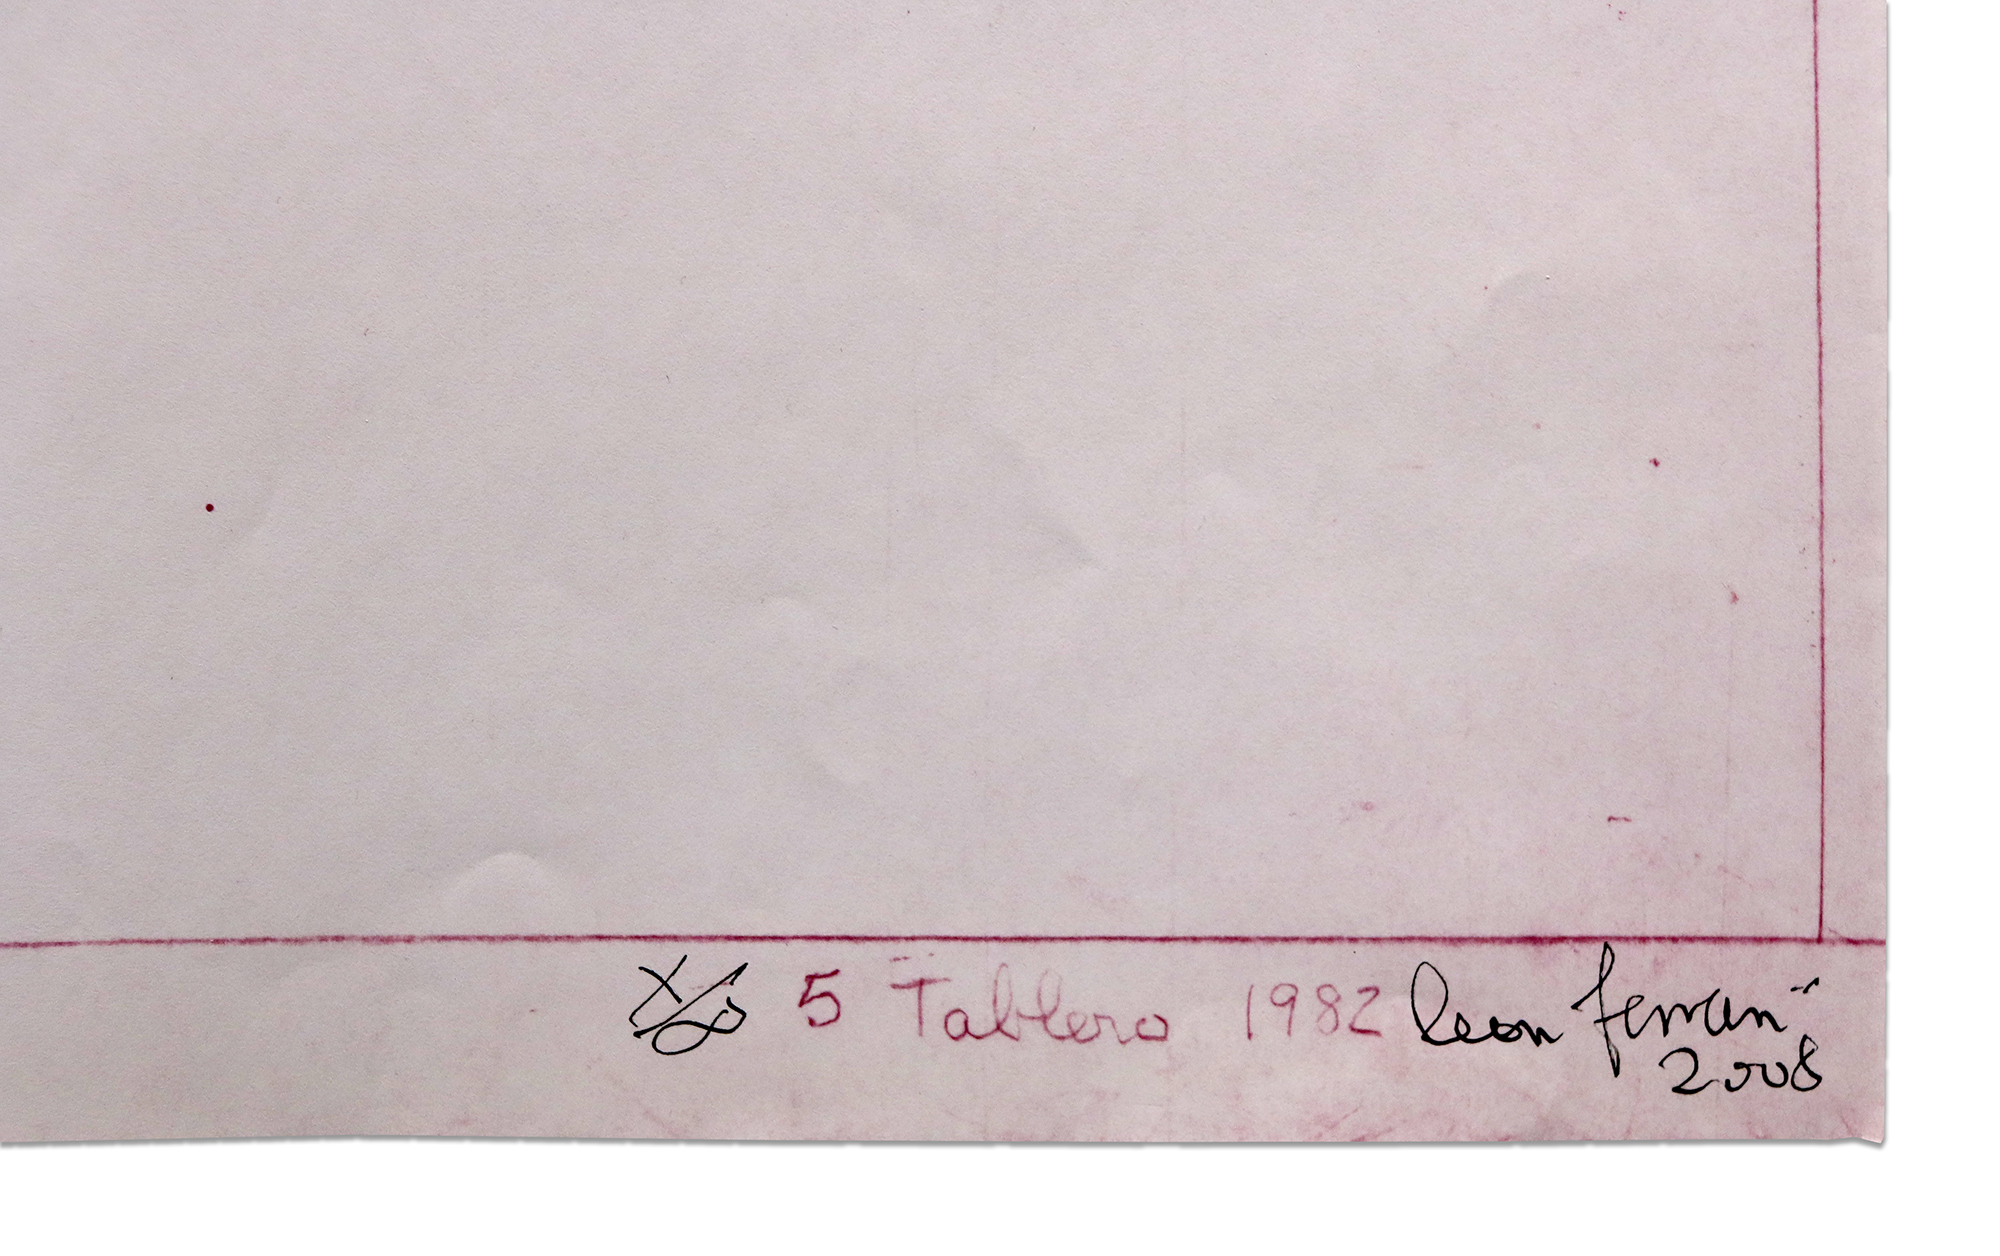 X/∞ 5 Tablero 1982 leon ferrari
2008